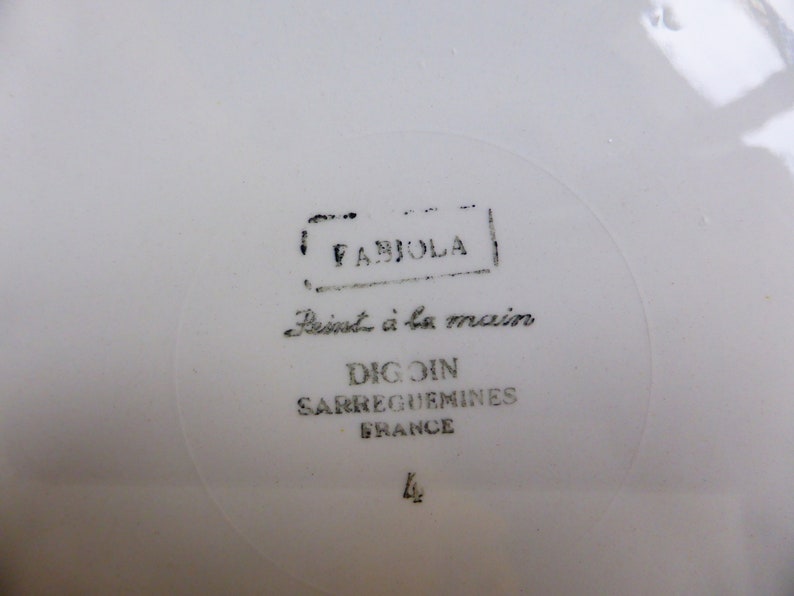 FABIOLA
Peint à la main
DIGOIN
SARREGUEMINES
FRANCE
4